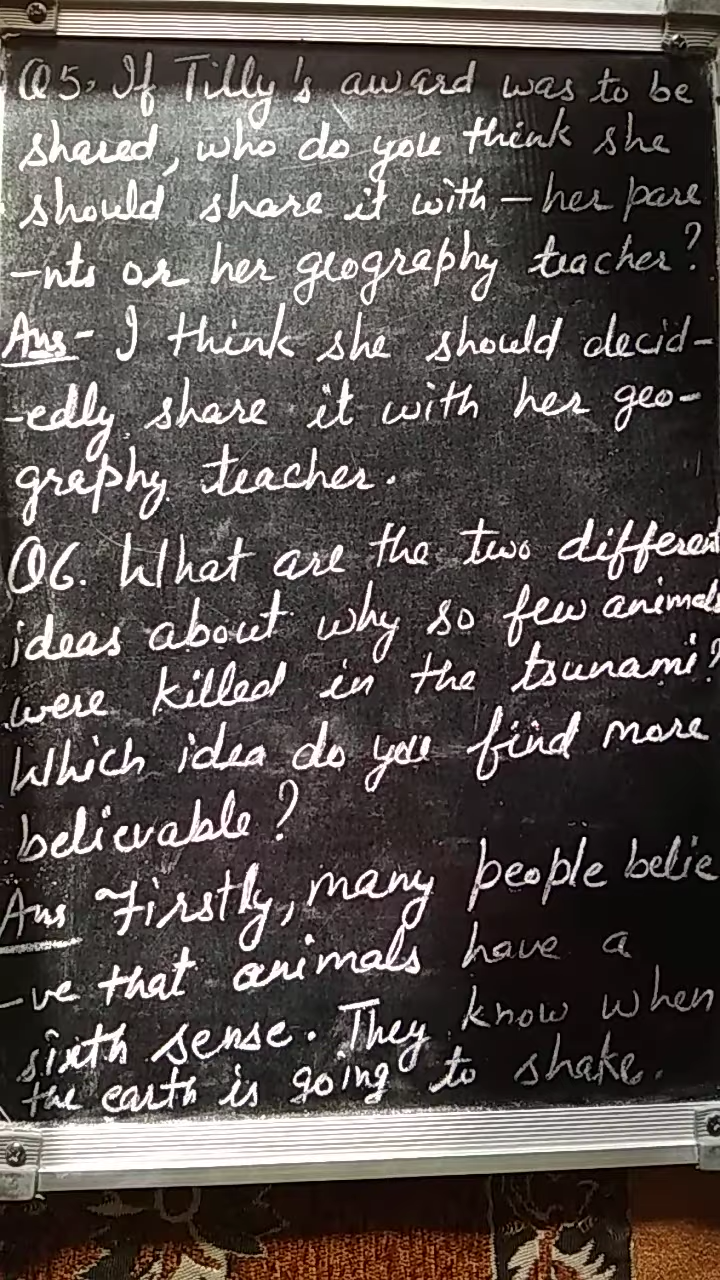 Q5. If Tilly's award was to be
shared, who do you think she
should share it with - her pare
-nts or her geography teacher?
Ans- I think she should decid-
-edly share it with her geo-
graphy teacher.
Q6. What are the two different
ideas about why so few animals
were killed in the tsunami?
Which idea do you find more
believable?
Ans Firstly, many people belie
-ve that animals have a
sixth sense. They know when
the earth is going to shake.